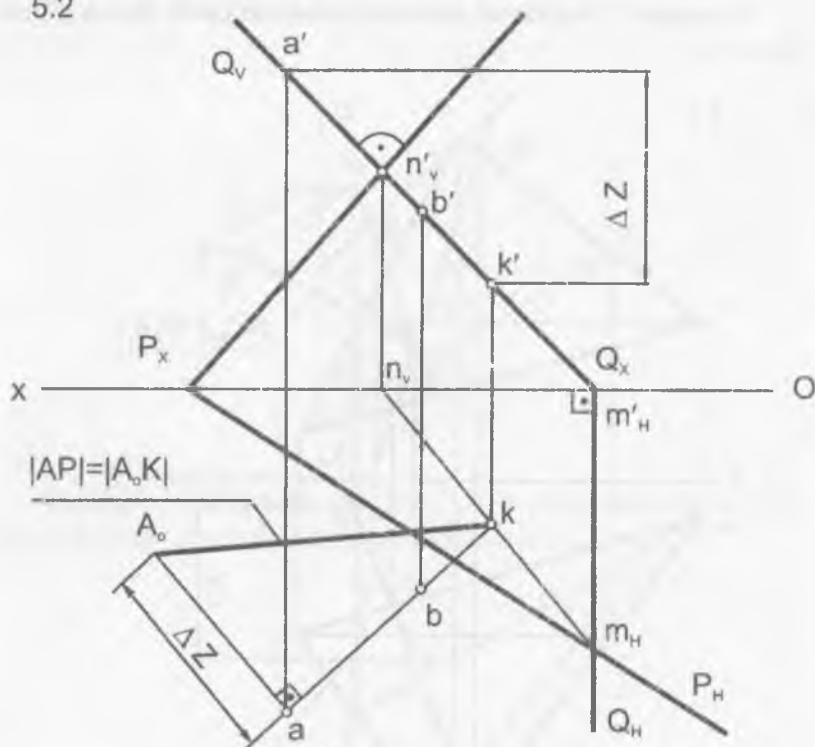 5.2
a′
Q_V
n′_v
b′
ΔZ
k′
P_X
n_v
Q_X
x
O
m′_H
|AP|=|A_oK|
A_o
k
b
ΔZ
m_H
P_H
a
Q_H